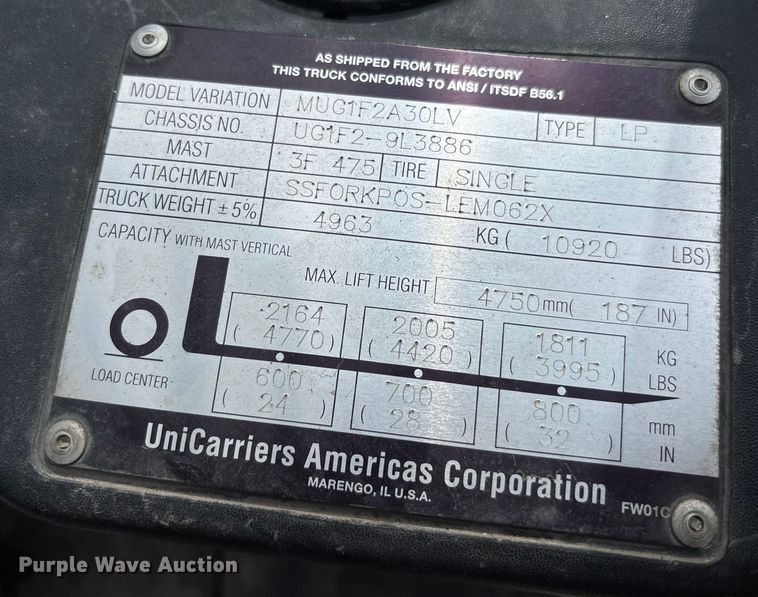 AS SHIPPED FROM THE FACTORY
THIS TRUCK CONFORMS TO ANSI / ITSDF B56.1
MODEL VARIATION MUG1F2A30LV TYPE LP
CHASSIS NO. UG1F2-9L3886
MAST 3F 475 TIRE SINGLE
ATTACHMENT SSFORKPOS-LEM062X
TRUCK WEIGHT ±5% 4963 KG ( 10920 LBS)
CAPACITY WITH MAST VERTICAL
MAX. LIFT HEIGHT 4750mm( 187 IN)
2164 2005 1811 KG
( 4770) ( 4420) ( 3995) LBS
LOAD CENTER 600 700 800 mm
( 24 ) ( 28 ) ( 32 ) IN
UniCarriers Americas Corporation
MARENGO, IL U.S.A.
FW01C
Purple Wave Auction